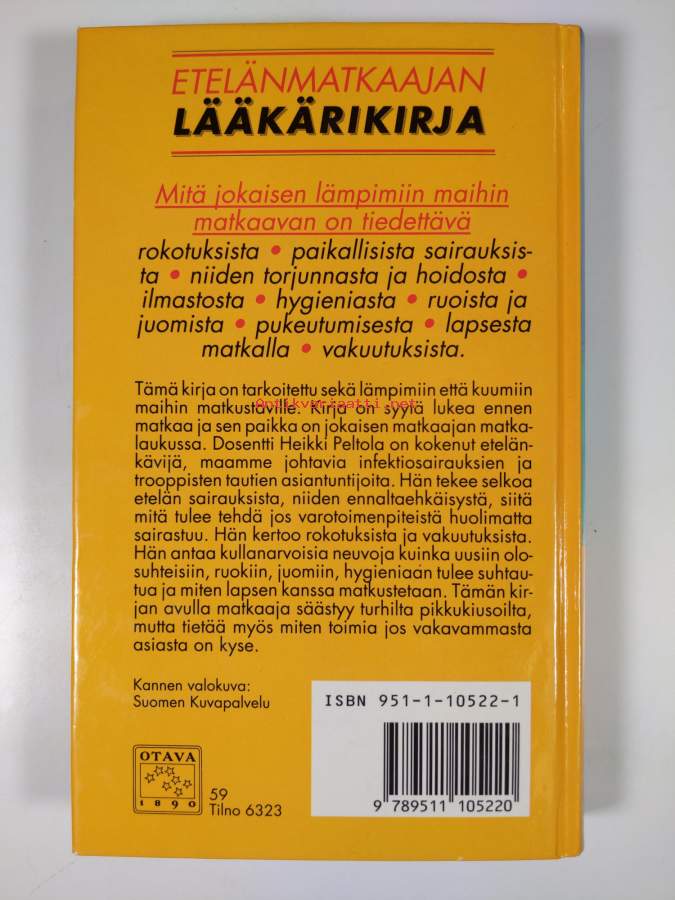 ETELÄNMATKAAJAN
LÄÄKÄRIKIRJA
Mitä jokaisen lämpimiin maihin
matkaavan on tiedettävä
rokotuksista • paikallisista sairauksis-
ta • niiden torjunnasta ja hoidosta •
ilmastosta • hygieniasta • ruoista ja
juomista • pukeutumisesta • lapsesta
matkalla • vakuutuksista.
Tämä kirja on tarkoitettu sekä lämpimiin että kuumiin
Antikvariaatti.net
maihin matkustaville. Kirja on syytä lukea ennen
matkaa ja sen paikka on jokaisen matkaajan matka-
laukussa. Dosentti Heikki Peltola on kokenut etelän-
kävijä, maamme johtavia infektiosairauksien ja
trooppisten tautien asiantuntijoita. Hän tekee selkoa
etelän sairauksista, niiden ennaltaehkäisystä, siitä
mitä tulee tehdä jos varotoimenpiteistä huolimatta
sairastuu. Hän kertoo rokotuksista ja vakuutuksista.
Hän antaa kullanarvoisia neuvoja kuinka uusiin olo-
suhteisiin, ruokiin, juomiin, hygieniaan tulee suhtau-
tua ja miten lapsen kanssa matkustetaan. Tämän kir-
jan avulla matkaaja säästyy turhilta pikkukiusoilta,
mutta tietää myös miten toimia jos vakavammasta
asiasta on kyse.
Kannen valokuva:
Suomen Kuvapalvelu
ISBN 951-1-10522-1
OTAVA
1890
59
Tilno 6323
9 789511 105220